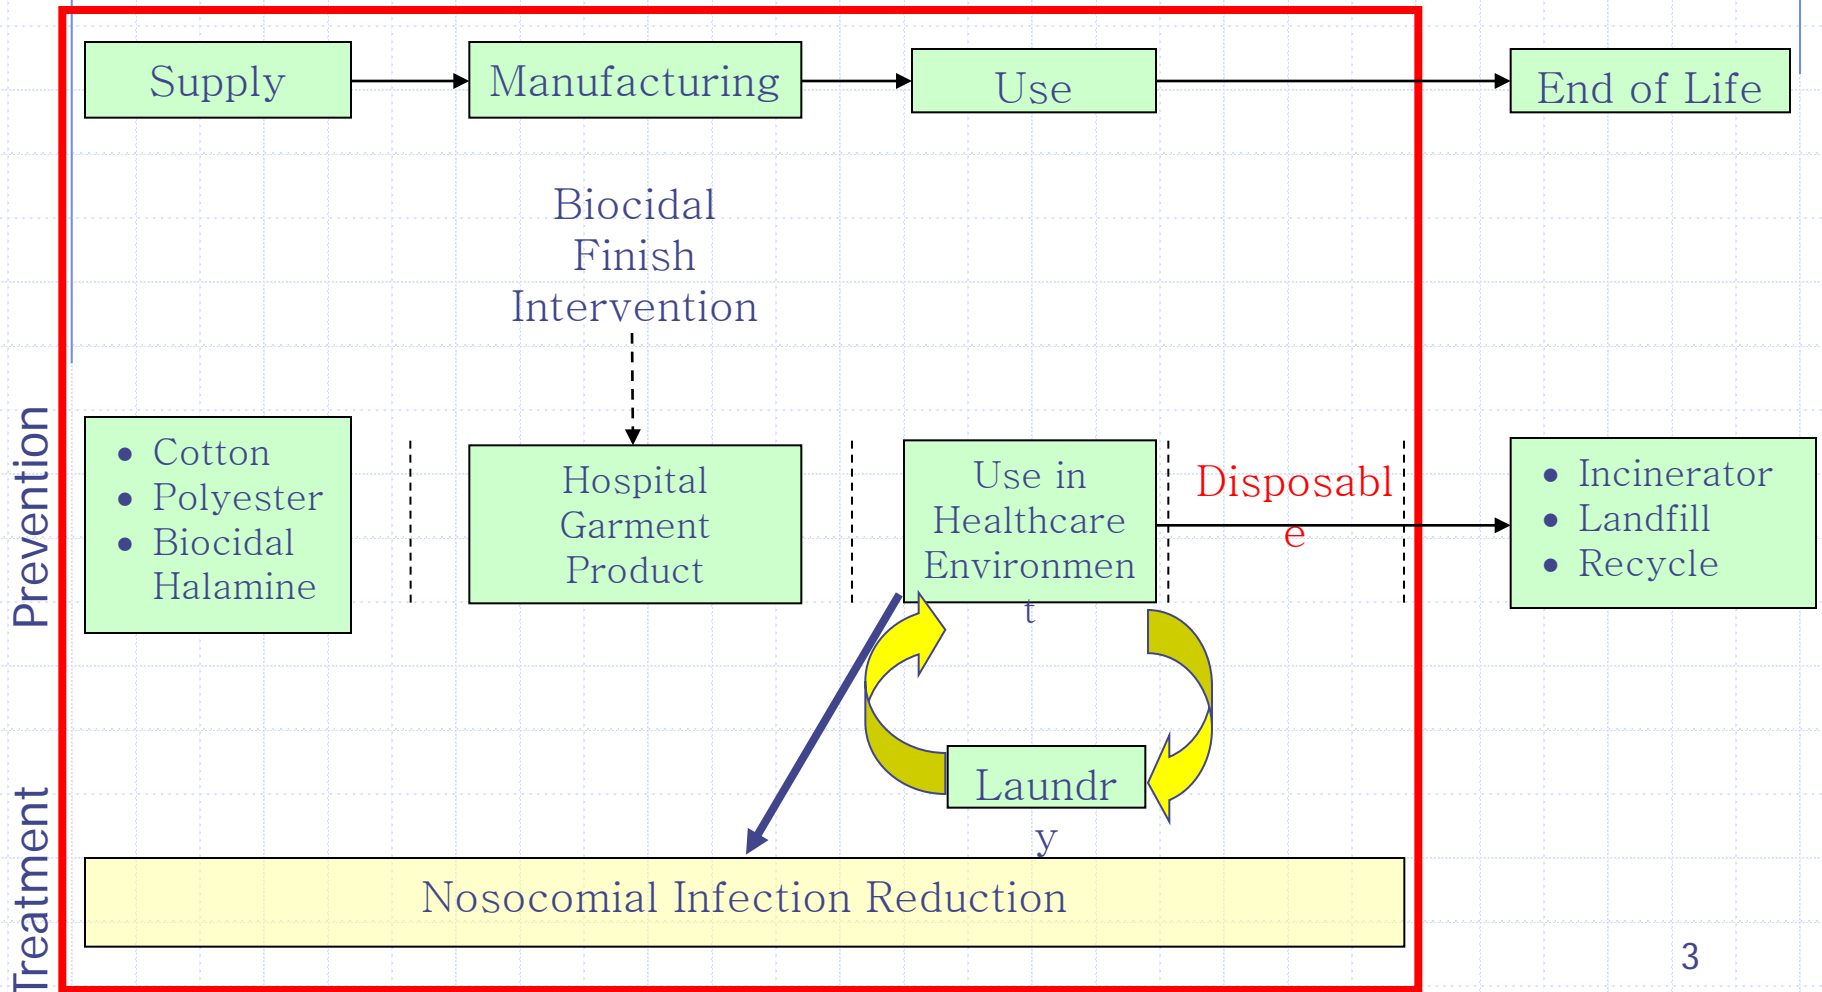 Supply
Manufacturing
Use
End of Life
Biocidal
Finish
Intervention
Prevention
• Cotton
• Polyester
• Biocidal
Halamine
Hospital
Garment
Product
Use in
Healthcare
Environmen
t
Disposabl
e
• Incinerator
• Landfill
• Recycle
Laundr
y
Treatment
Nosocomial Infection Reduction
3